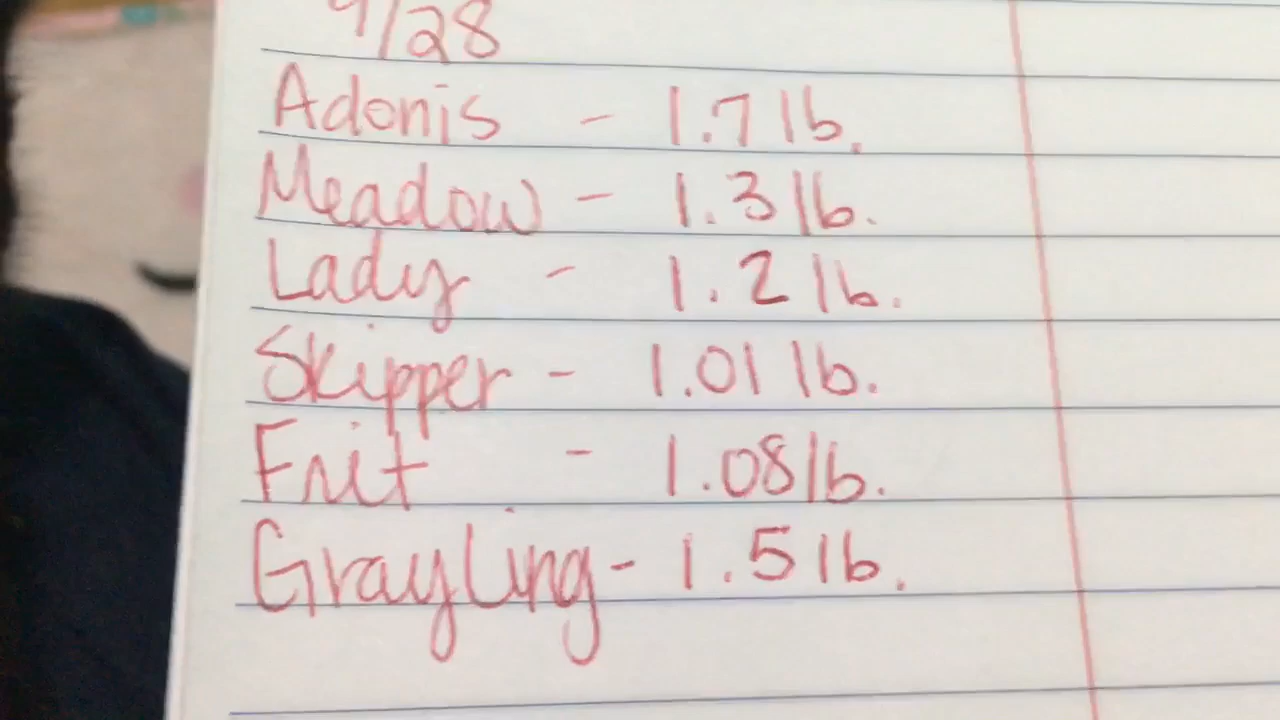 9/28
Adonis - 1.7 lb.
Meadow - 1.3 lb.
Lady - 1.2 lb.
Skipper - 1.01 lb.
Frit - 1.08 lb.
Grayling - 1.5 lb.